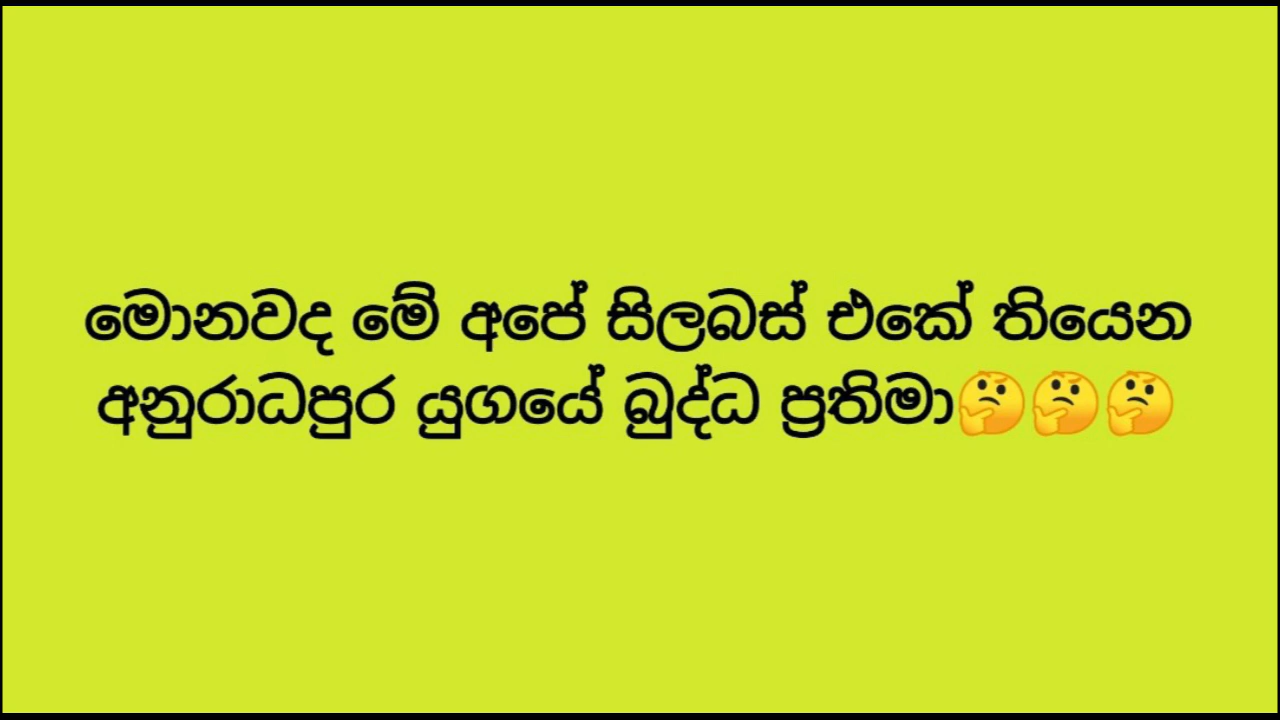 මොනවද මේ අපේ සිලබස් එකේ තියෙන
අනුරාධපුර යුගයේ බුද්ධ ප්‍රතිමා🤔🤔🤔